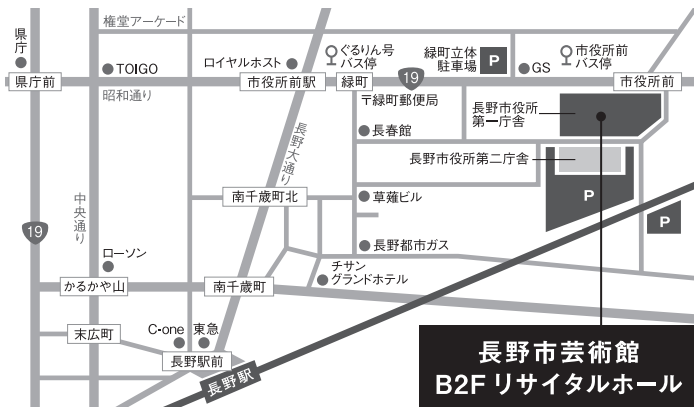 権堂アーケード
県庁
TOIGO
ロイヤルホスト
ぐるりん号
バス停
緑町立体
駐車場
P
GS
市役所前
バス停
県庁前
昭和通り
市役所前駅
緑町
19
市役所前
〒緑町郵便局
長野市役所
第一庁舎
長春館
長野大通り
長野市役所第二庁舎
南千歳町北
草薙ビル
P
中央通り
19
P
長野都市ガス
ローソン
チサン
グランドホテル
かるかや山
南千歳町
末広町
C-one
東急
長野駅前
長野駅
長野市芸術館
B2F リサイタルホール